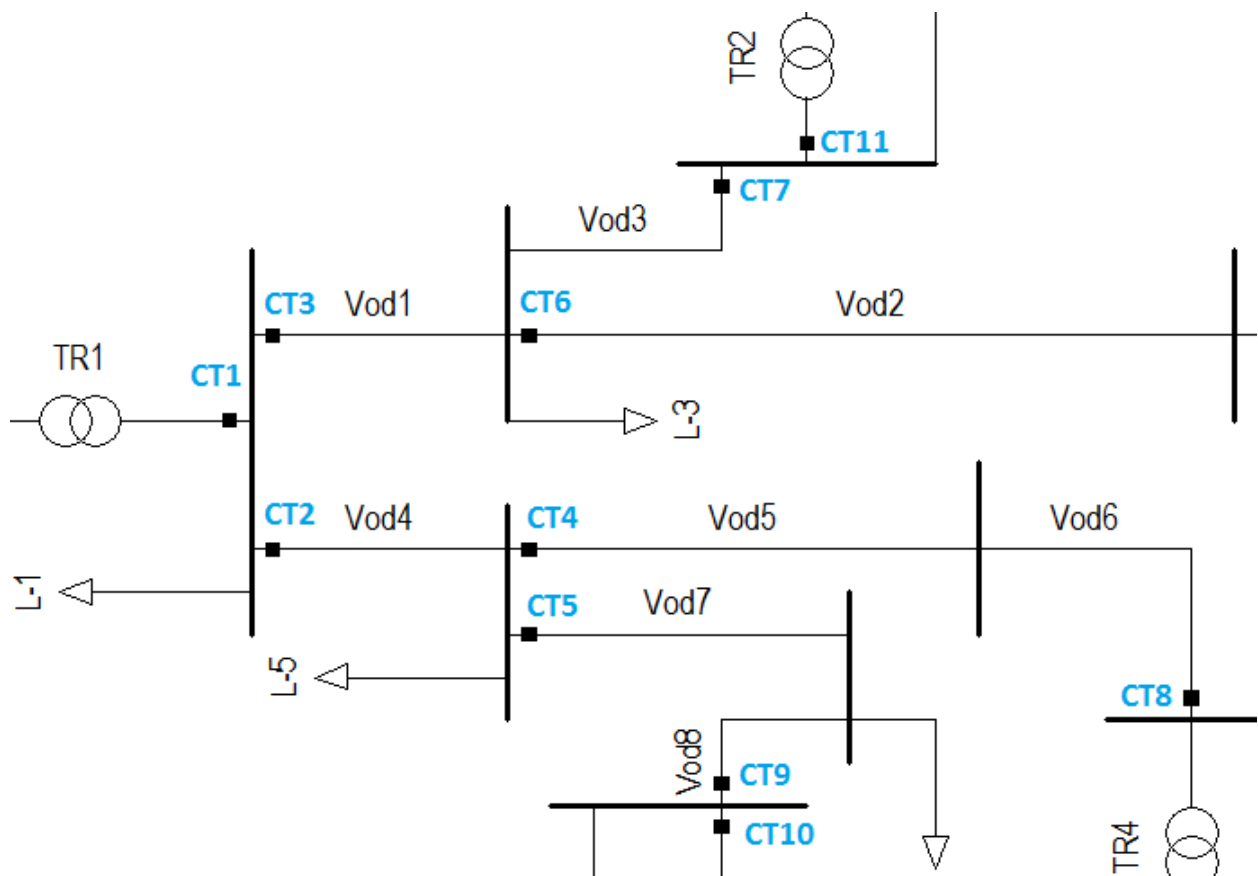 TR2
CT11
CT7
Vod3
CT3
Vod1
CT6
Vod2
TR1
CT1
L-3
CT2
Vod4
CT4
Vod5
Vod6
L-1
CT5
Vod7
L-5
CT8
Vod8
CT9
CT10
TR4